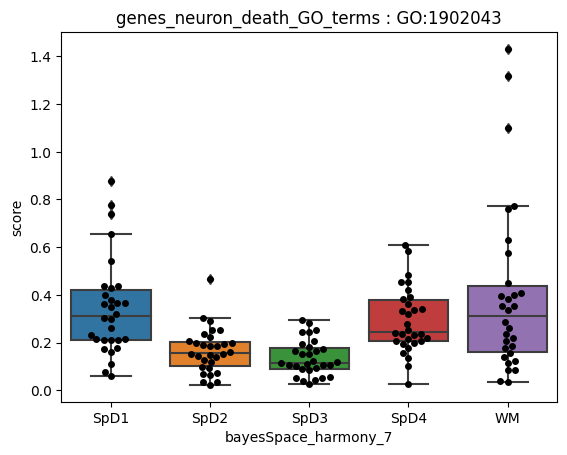 genes_neuron_death_GO_terms : GO:1902043
score
1.4
1.2
1.0
0.8
0.6
0.4
0.2
0.0
SpD1 SpD2 SpD3 SpD4 WM
bayesSpace_harmony_7